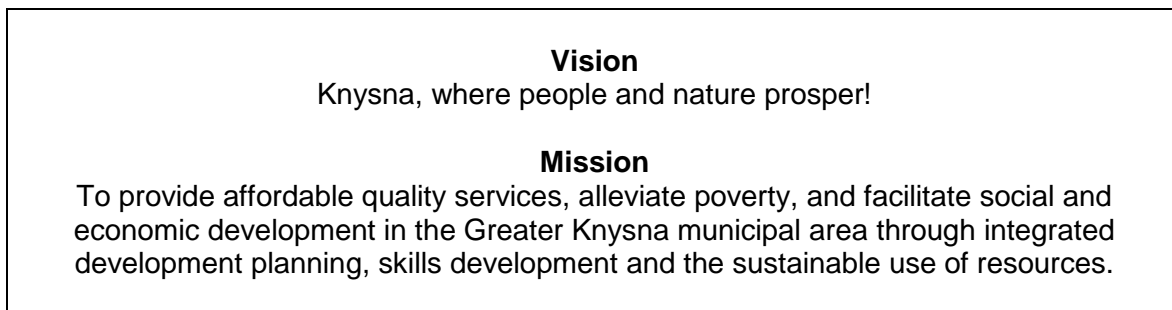 Vision
Knysna, where people and nature prosper!
Mission
To provide affordable quality services, alleviate poverty, and facilitate social and
economic development in the Greater Knysna municipal area through integrated
development planning, skills development and the sustainable use of resources.